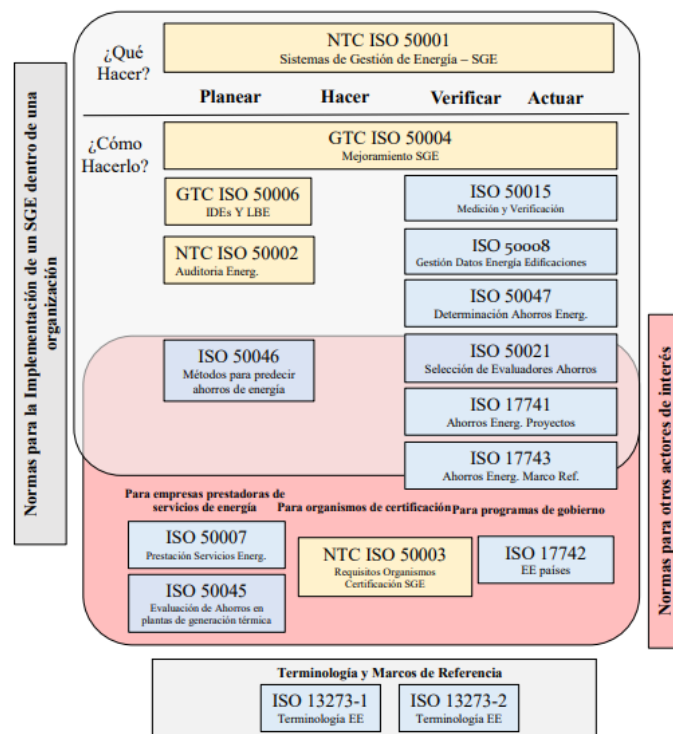 ¿Qué
Hacer?
NTC ISO 50001
Sistemas de Gestión de Energía – SGE
Planear
Hacer
Verificar
Actuar
¿Cómo
Hacerlo?
GTC ISO 50004
Mejoramiento SGE
GTC ISO 50006
IDEs Y LBE
NTC ISO 50002
Auditoria Energ.
ISO 50015
Medición y Verificación
ISO 50008
Gestión Datos Energía Edificaciones
ISO 50047
Determinación Ahorros Energ.
ISO 50046
Métodos para predecir
ahorros de energía
ISO 50021
Selección de Evaluadores Ahorros
ISO 17741
Ahorros Energ. Proyectos
ISO 17743
Ahorros Energ. Marco Ref.
Normas para la Implementación de un SGE dentro de una
organización
Normas para otros actores de interés
Para empresas prestadoras de
servicios de energía
Para organismos de certificación
Para programas de gobierno
ISO 50007
Prestación Servicios Energ.
ISO 50045
Evaluación de Ahorros en
plantas de generación térmica
NTC ISO 50003
Requisitos Organismos
Certificación SGE
ISO 17742
EE países
Terminología y Marcos de Referencia
ISO 13273-1
Terminología EE
ISO 13273-2
Terminología EE